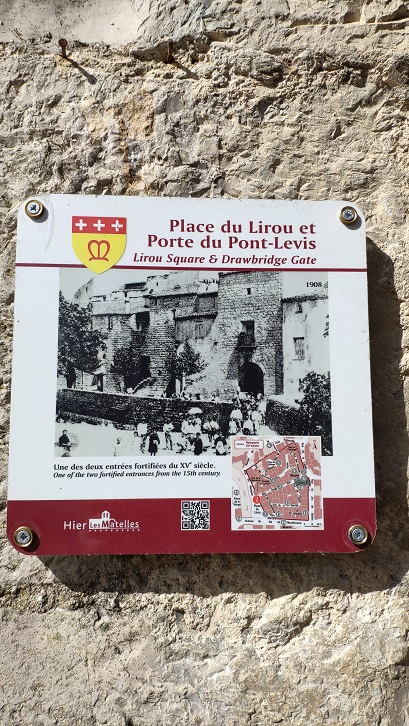 Place du Lirou et
Porte du Pont-Levis
Lirou Square & Drawbridge Gate
1908
Une des deux entrées fortifiées du XVe siècle.
One of the two fortified entrances from the 15th century.
Hier Les Matelles